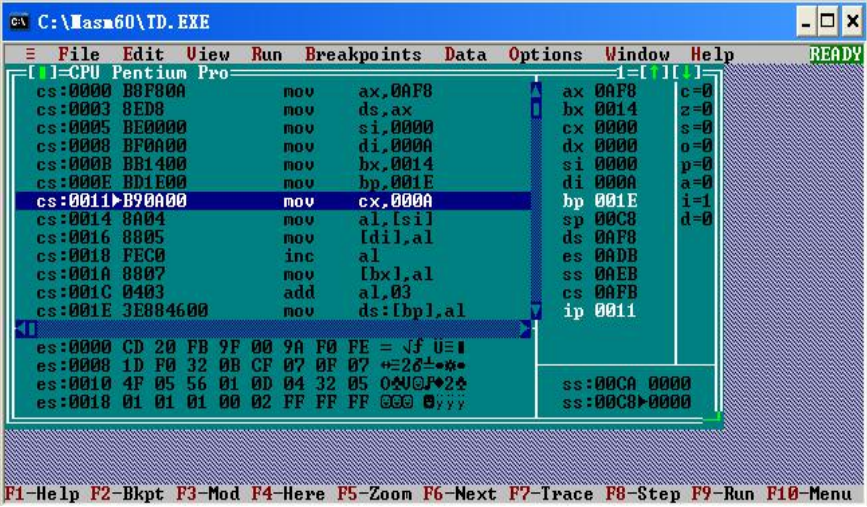 C:\Masm60\TD.EXE
≡ File Edit View Run Breakpoints Data Options Window Help READY
[■]=CPU Pentium Pro 1=[↑][↓]
cs:0000 B8F80A mov ax,0AF8 ax 0AF8 c=0
cs:0003 8ED8 mov ds,ax bx 0014 z=0
cs:0005 BE0000 mov si,0000 cx 0000 s=0
cs:0008 BF0A00 mov di,000A dx 0000 o=0
cs:000B BB1400 mov bx,0014 si 0000 p=0
cs:000E BD1E00 mov bp,001E di 000A a=0
cs:0011►B90A00 mov cx,000A bp 001E i=1
cs:0014 8A04 mov al,[si] sp 00C8 d=0
cs:0016 8805 mov [di],al ds 0AF8
cs:0018 FEC0 inc al es 0ADB
cs:001A 8807 mov [bx],al ss 0AEB
cs:001C 0403 add al,03 cs 0AFB
cs:001E 3E884600 mov ds:[bp],al ip 0011
es:0000 CD 20 FB 9F 00 9A F0 FE = √ƒ Ü≡■
es:0008 1D F0 32 0B CF 07 0F 07
es:0010 4F 05 56 01 0D 04 32 05 O♣V☺♪♦2♣ ss:00CA 0000
es:0018 01 01 01 00 02 FF FF FF ☺☺☺ ☻ÿÿÿ ss:00C8►0000
F1-Help F2-Bkpt F3-Mod F4-Here F5-Zoom F6-Next F7-Trace F8-Step F9-Run F10-Menu